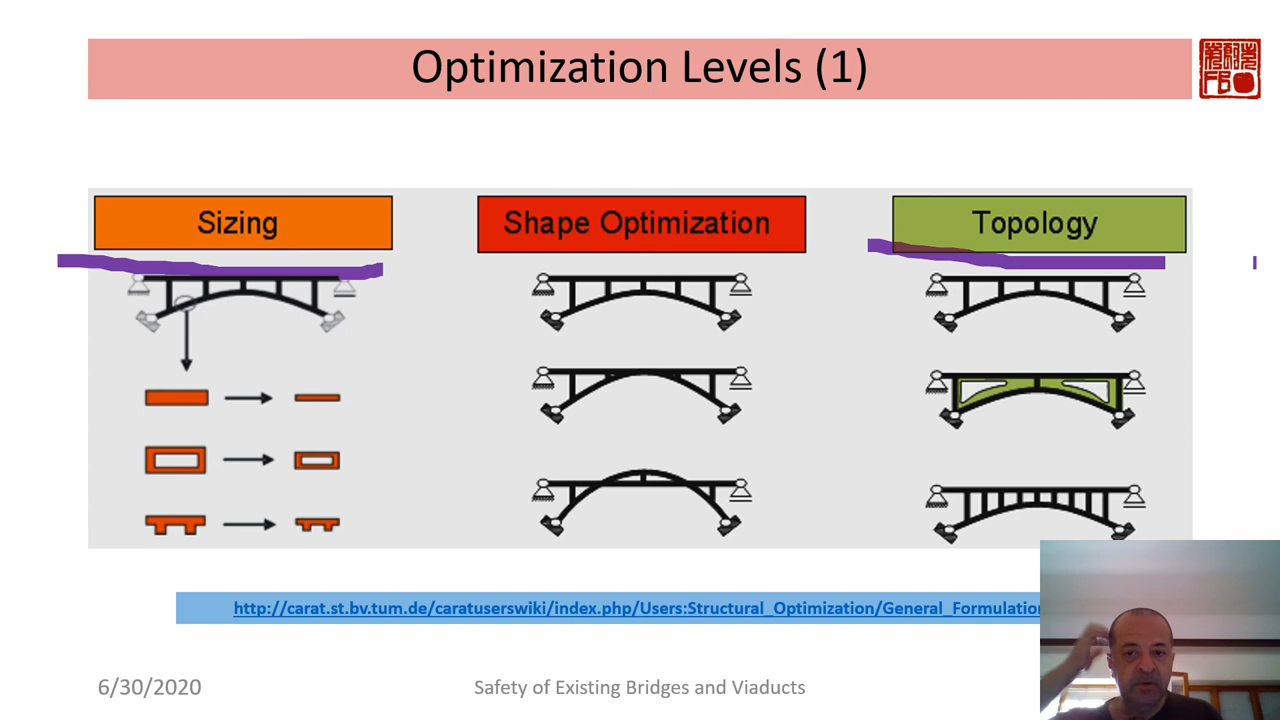 Optimization Levels (1)
Sizing
Shape Optimization
Topology
http://carat.st.bv.tum.de/caratuserswiki/index.php/Users:Structural_Optimization/General_Formulation
6/30/2020
Safety of Existing Bridges and Viaducts